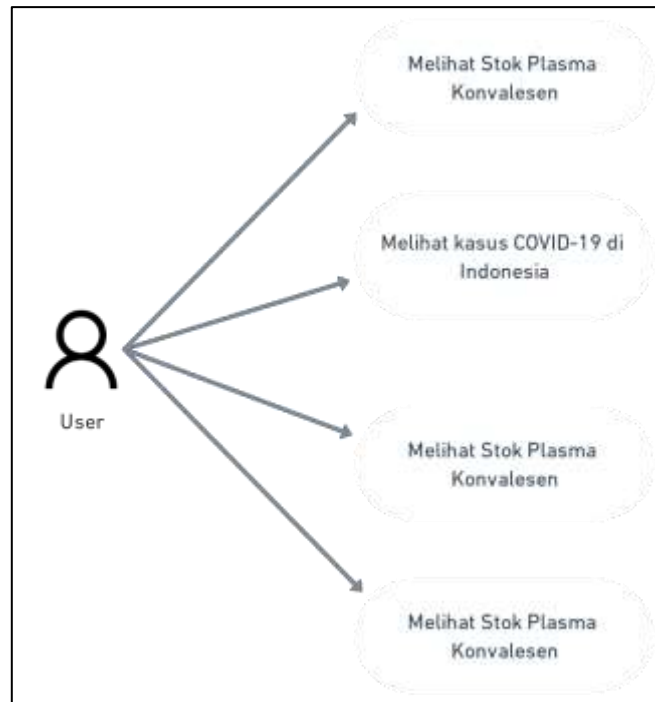 Melihat Stok Plasma
Konvalesen
Melihat kasus COVID-19 di
Indonesia
User
Melihat Stok Plasma
Konvalesen
Melihat Stok Plasma
Konvalesen